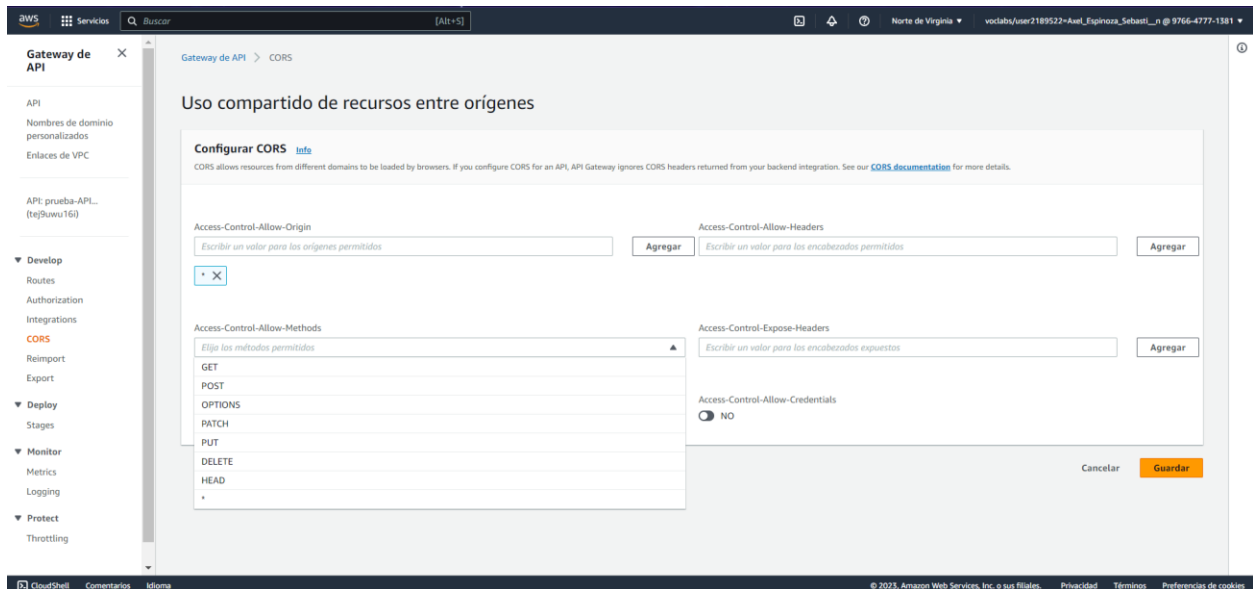 aws
Servicios
Buscar
[Alt+S]
Norte de Virginia
voclabs/user2189522=Axel_Espinoza_Sebasti__n @ 9766-4777-1381
Gateway de API
API
Nombres de dominio
personalizados
Enlaces de VPC
API: prueba-API...
(tej9uwu16i)
Develop
Routes
Authorization
Integrations
CORS
Reimport
Export
Deploy
Stages
Monitor
Metrics
Logging
Protect
Throttling
Gateway de API > CORS
Uso compartido de recursos entre orígenes
Configurar CORS Info
CORS allows resources from different domains to be loaded by browsers. If you configure CORS for an API, API Gateway ignores CORS headers returned from your backend integration. See our CORS documentation for more details.
Access-Control-Allow-Origin
Escribir un valor para los orígenes permitidos
Agregar
*
Access-Control-Allow-Headers
Escribir un valor para los encabezados permitidos
Agregar
Access-Control-Allow-Methods
Elija los métodos permitidos
GET
POST
OPTIONS
PATCH
PUT
DELETE
HEAD
*
Access-Control-Expose-Headers
Escribir un valor para los encabezados expuestos
Agregar
Access-Control-Allow-Credentials
NO
Cancelar
Guardar
CloudShell
Comentarios
Idioma
© 2023, Amazon Web Services, Inc. o sus filiales.
Privacidad
Términos
Preferencias de cookies